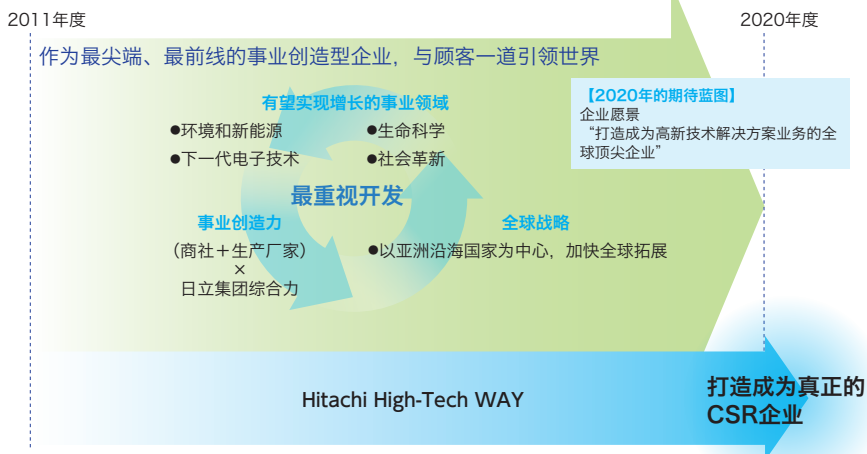 2011年度
2020年度
作为最尖端、最前线的事业创造型企业，与顾客一道引领世界
有望实现增长的事业领域
●环境和新能源
●生命科学
●下一代电子技术
●社会革新
【2020年的期待蓝图】
企业愿景
“打造成为高新技术解决方案业务的全
球顶尖企业”
最重视开发
事业创造力
（商社＋生产厂家）
×
日立集团综合力
全球战略
●以亚洲沿海国家为中心，加快全球拓展
Hitachi High-Tech WAY
打造成为真正的
CSR企业